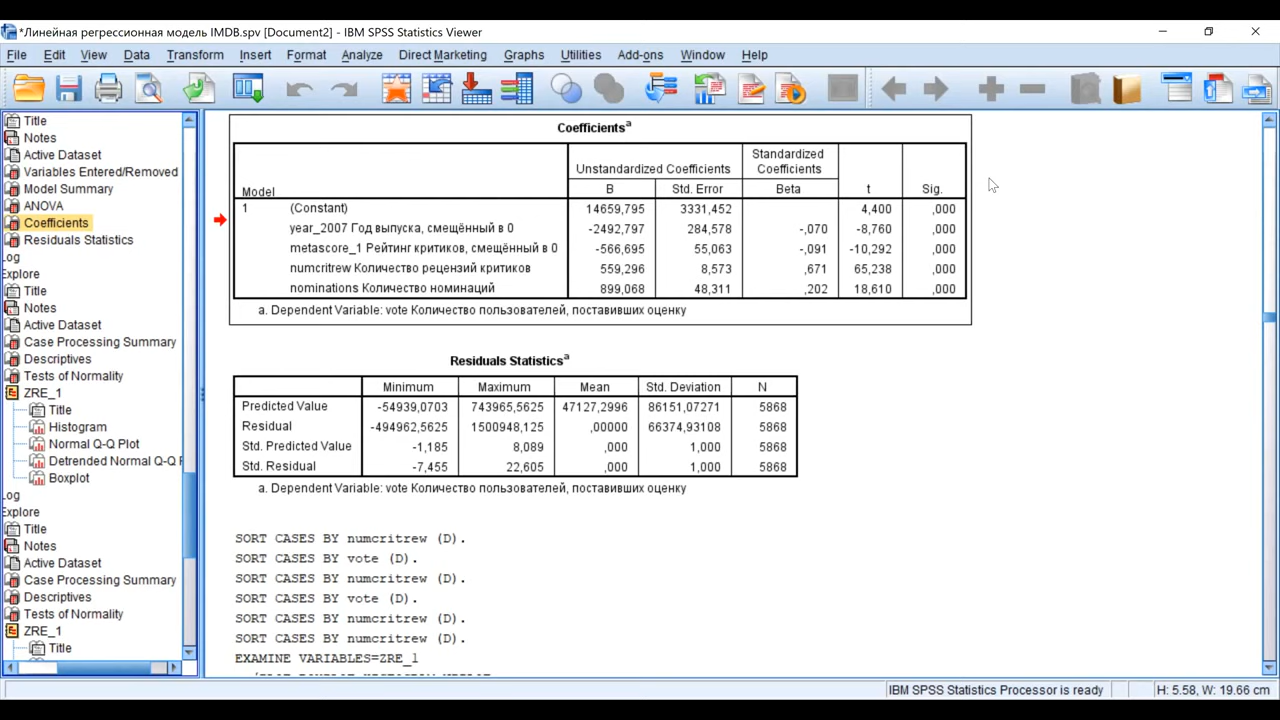 *Линейная регрессионная модель IMDB.spv [Document2] - IBM SPSS Statistics Viewer
File Edit View Data Transform Insert Format Analyze Direct Marketing Graphs Utilities Add-ons Window Help
Title
Notes
Active Dataset
Variables Entered/Removed
Model Summary
ANOVA
Coefficients
Residuals Statistics
Log
Explore
Title
Notes
Active Dataset
Case Processing Summary
Descriptives
Tests of Normality
ZRE_1
Title
Histogram
Normal Q-Q Plot
Detrended Normal Q-Q
Boxplot
Log
Explore
Title
Notes
Active Dataset
Case Processing Summary
Descriptives
Tests of Normality
ZRE_1
Title
Coefficientsa
Model Unstandardized Coefficients Standardized Coefficients t Sig.
B Std. Error Beta
1 (Constant) 14659,795 3331,452 4,400 ,000
year_2007 Год выпуска, смещённый в 0 -2492,797 284,578 -,070 -8,760 ,000
metascore_1 Рейтинг критиков, смещённый в 0 -566,695 55,063 -,091 -10,292 ,000
numcritrew Количество рецензий критиков 559,296 8,573 ,671 65,238 ,000
nominations Количество номинаций 899,068 48,311 ,202 18,610 ,000
a. Dependent Variable: vote Количество пользователей, поставивших оценку
Residuals Statisticsa
Minimum Maximum Mean Std. Deviation N
Predicted Value -54939,0703 743965,5625 47127,2996 86151,07271 5868
Residual -494962,5625 1500948,125 ,00000 66374,93108 5868
Std. Predicted Value -1,185 8,089 ,000 1,000 5868
Std. Residual -7,455 22,605 ,000 1,000 5868
a. Dependent Variable: vote Количество пользователей, поставивших оценку
SORT CASES BY numcritrew (D).
SORT CASES BY vote (D).
SORT CASES BY numcritrew (D).
SORT CASES BY vote (D).
SORT CASES BY numcritrew (D).
SORT CASES BY numcritrew (D).
EXAMINE VARIABLES=ZRE_1
IBM SPSS Statistics Processor is ready H: 5.58, W: 19.66 cm